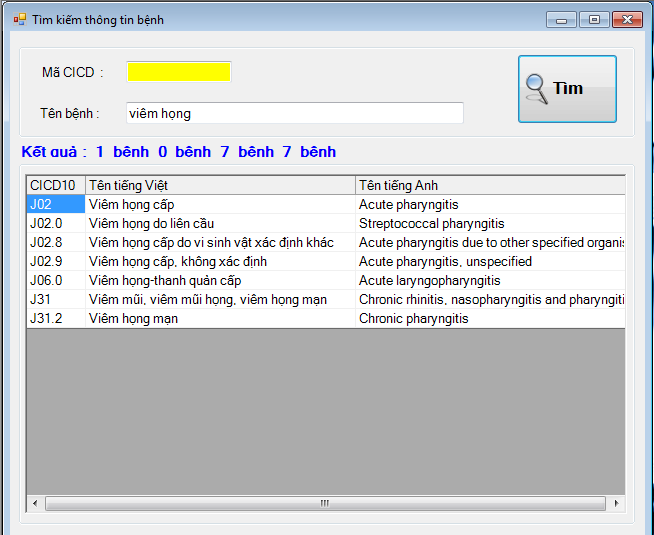 Tìm kiếm thông tin bệnh
Mã CICD :
Tìm
Tên bệnh : viêm họng
Kết quả : 1 bênh 0 bênh 7 bênh 7 bênh
CICD10 Tên tiếng Việt Tên tiếng Anh
J02 Viêm họng cấp Acute pharyngitis
J02.0 Viêm họng do liên cầu Streptococcal pharyngitis
J02.8 Viêm họng cấp do vi sinh vật xác định khác Acute pharyngitis due to other specified organis
J02.9 Viêm họng cấp, không xác định Acute pharyngitis, unspecified
J06.0 Viêm họng-thanh quản cấp Acute laryngopharyngitis
J31 Viêm mũi, viêm mũi họng, viêm họng mạn Chronic rhinitis, nasopharyngitis and pharyngiti
J31.2 Viêm họng mạn Chronic pharyngitis